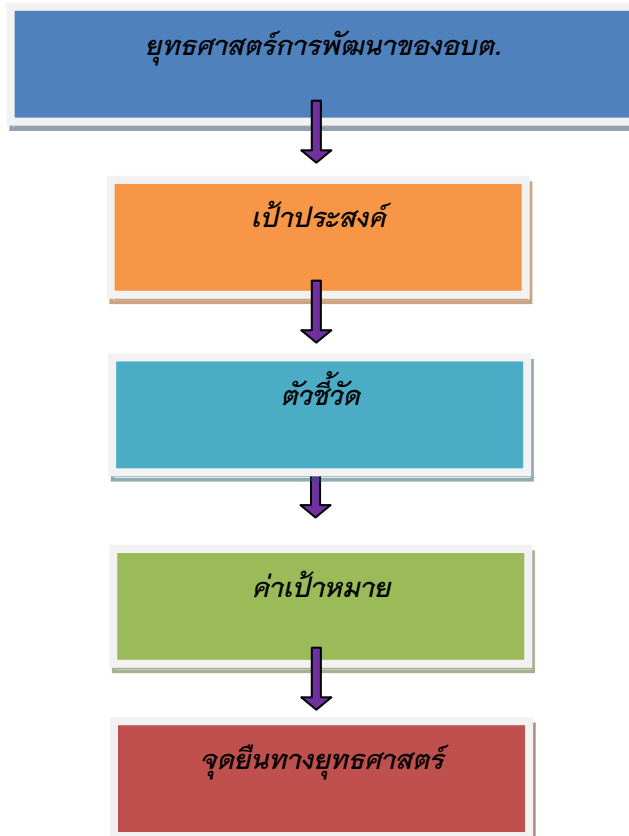 ยุทธศาสตร์การพัฒนาของอบต.
เป้าประสงค์
ตัวชี้วัด
ค่าเป้าหมาย
จุดยืนทางยุทธศาสตร์